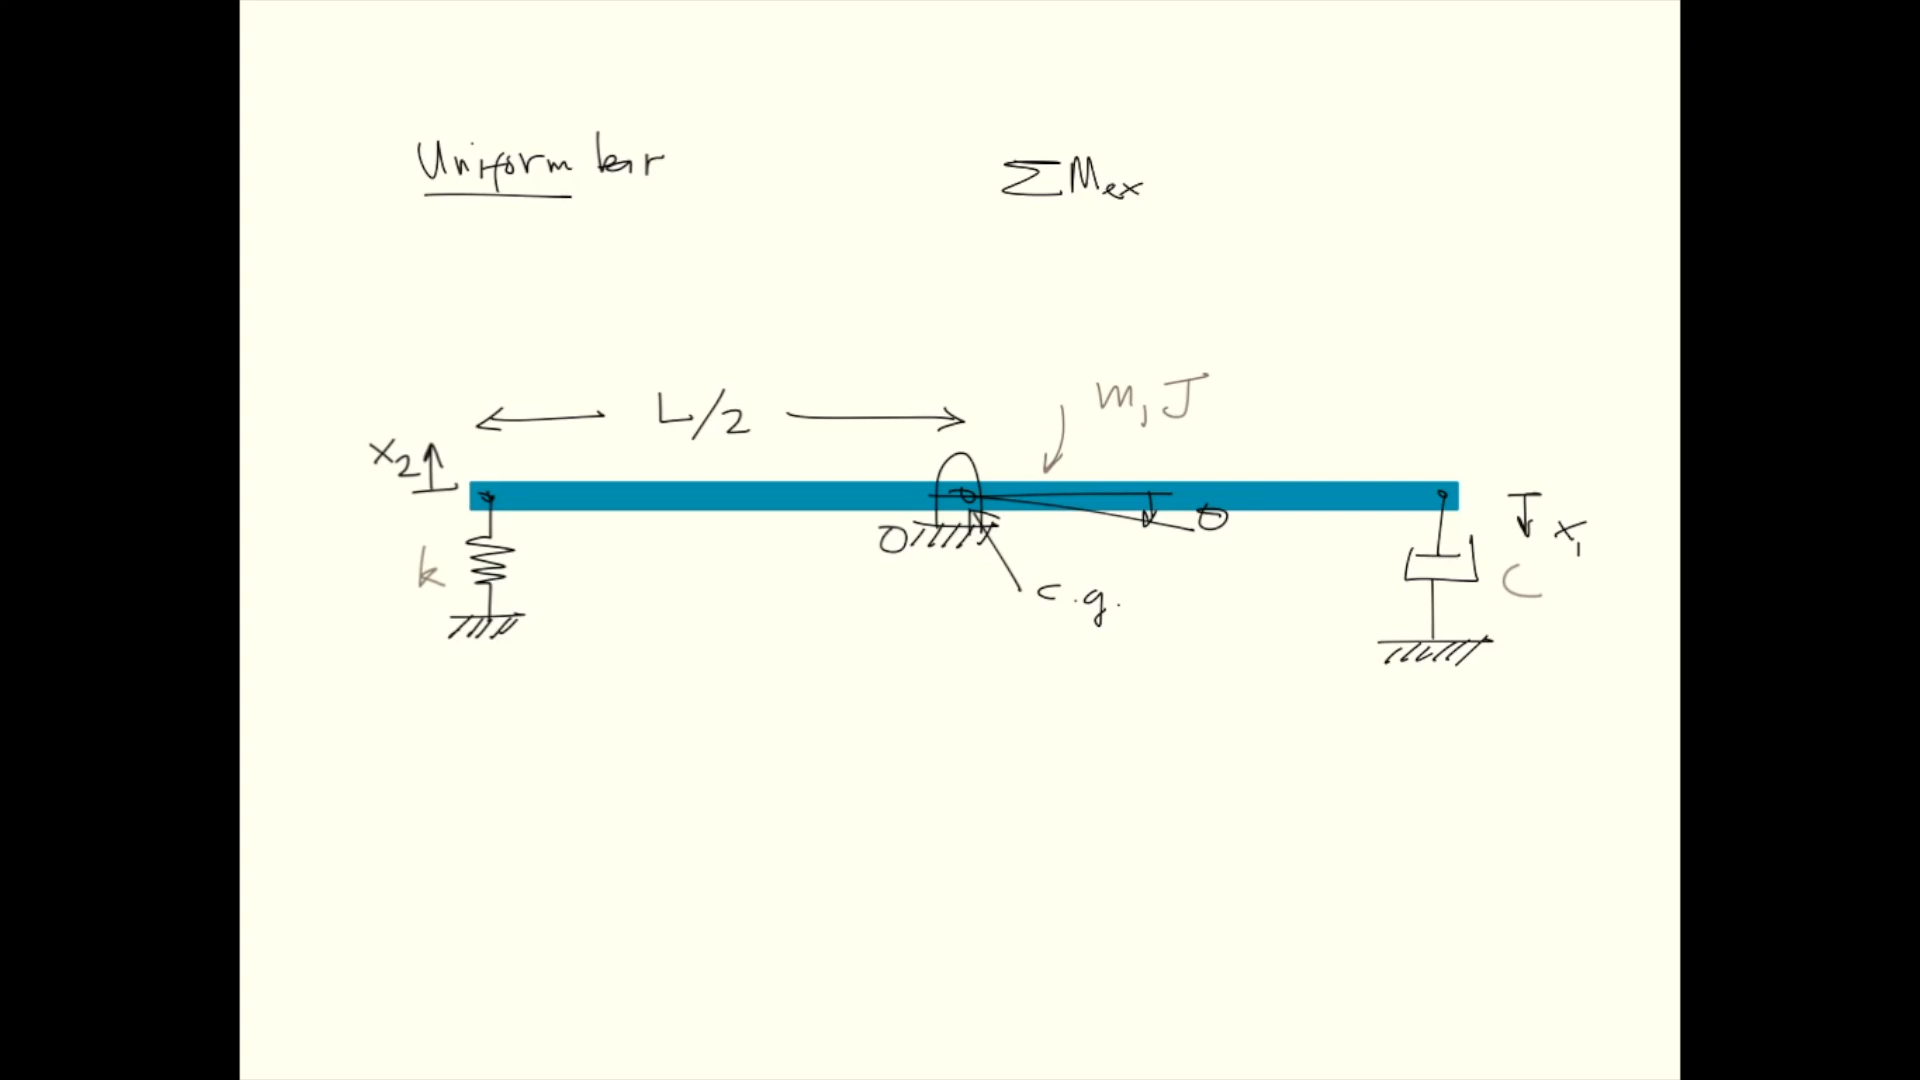 Uniform bar
ΣMex
L/2
m, J
x2
O
θ
x1
k
c.g.
C